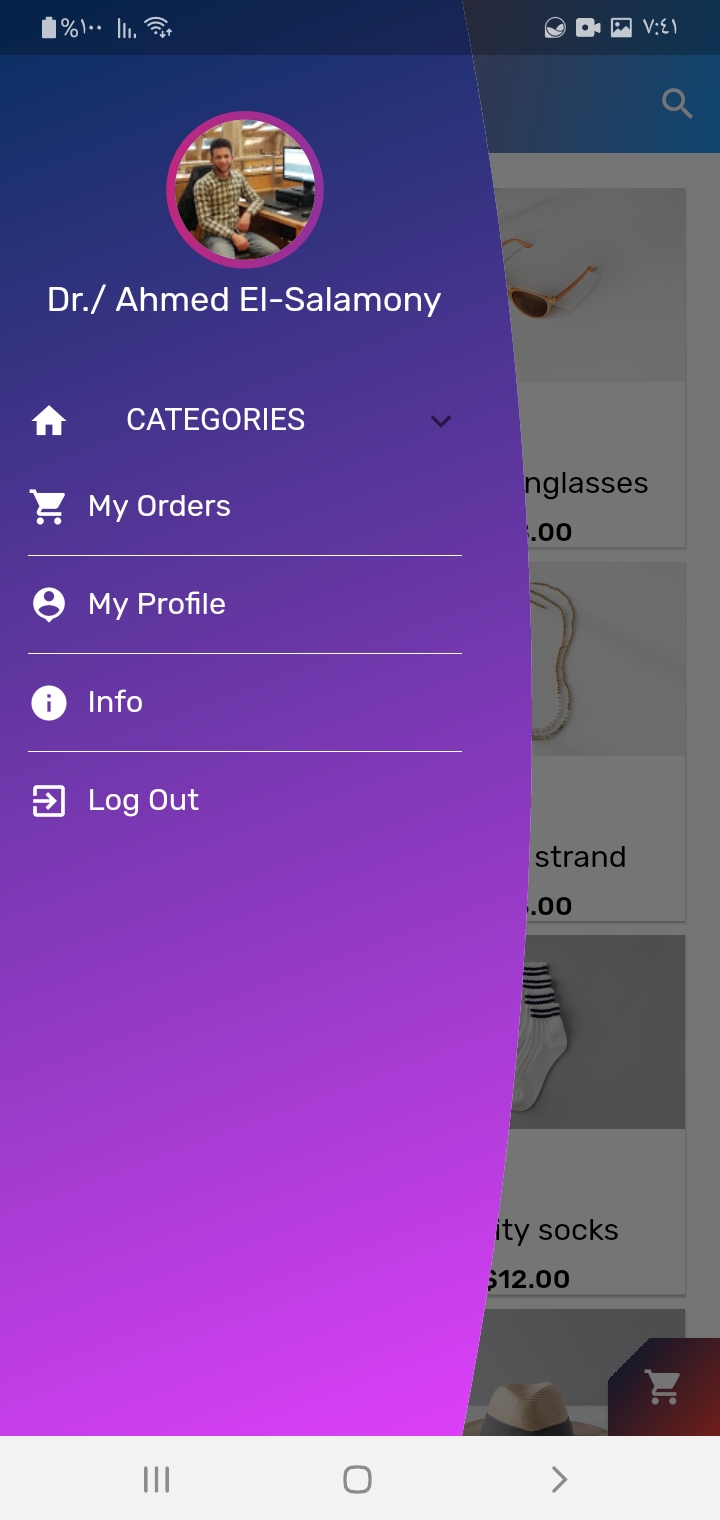 %١٠٠ ٧:٤١
Dr./ Ahmed El-Salamony
CATEGORIES
My Orders
My Profile
Info
Log Out
nglasses
.00
strand
.00
ity socks
$12.00